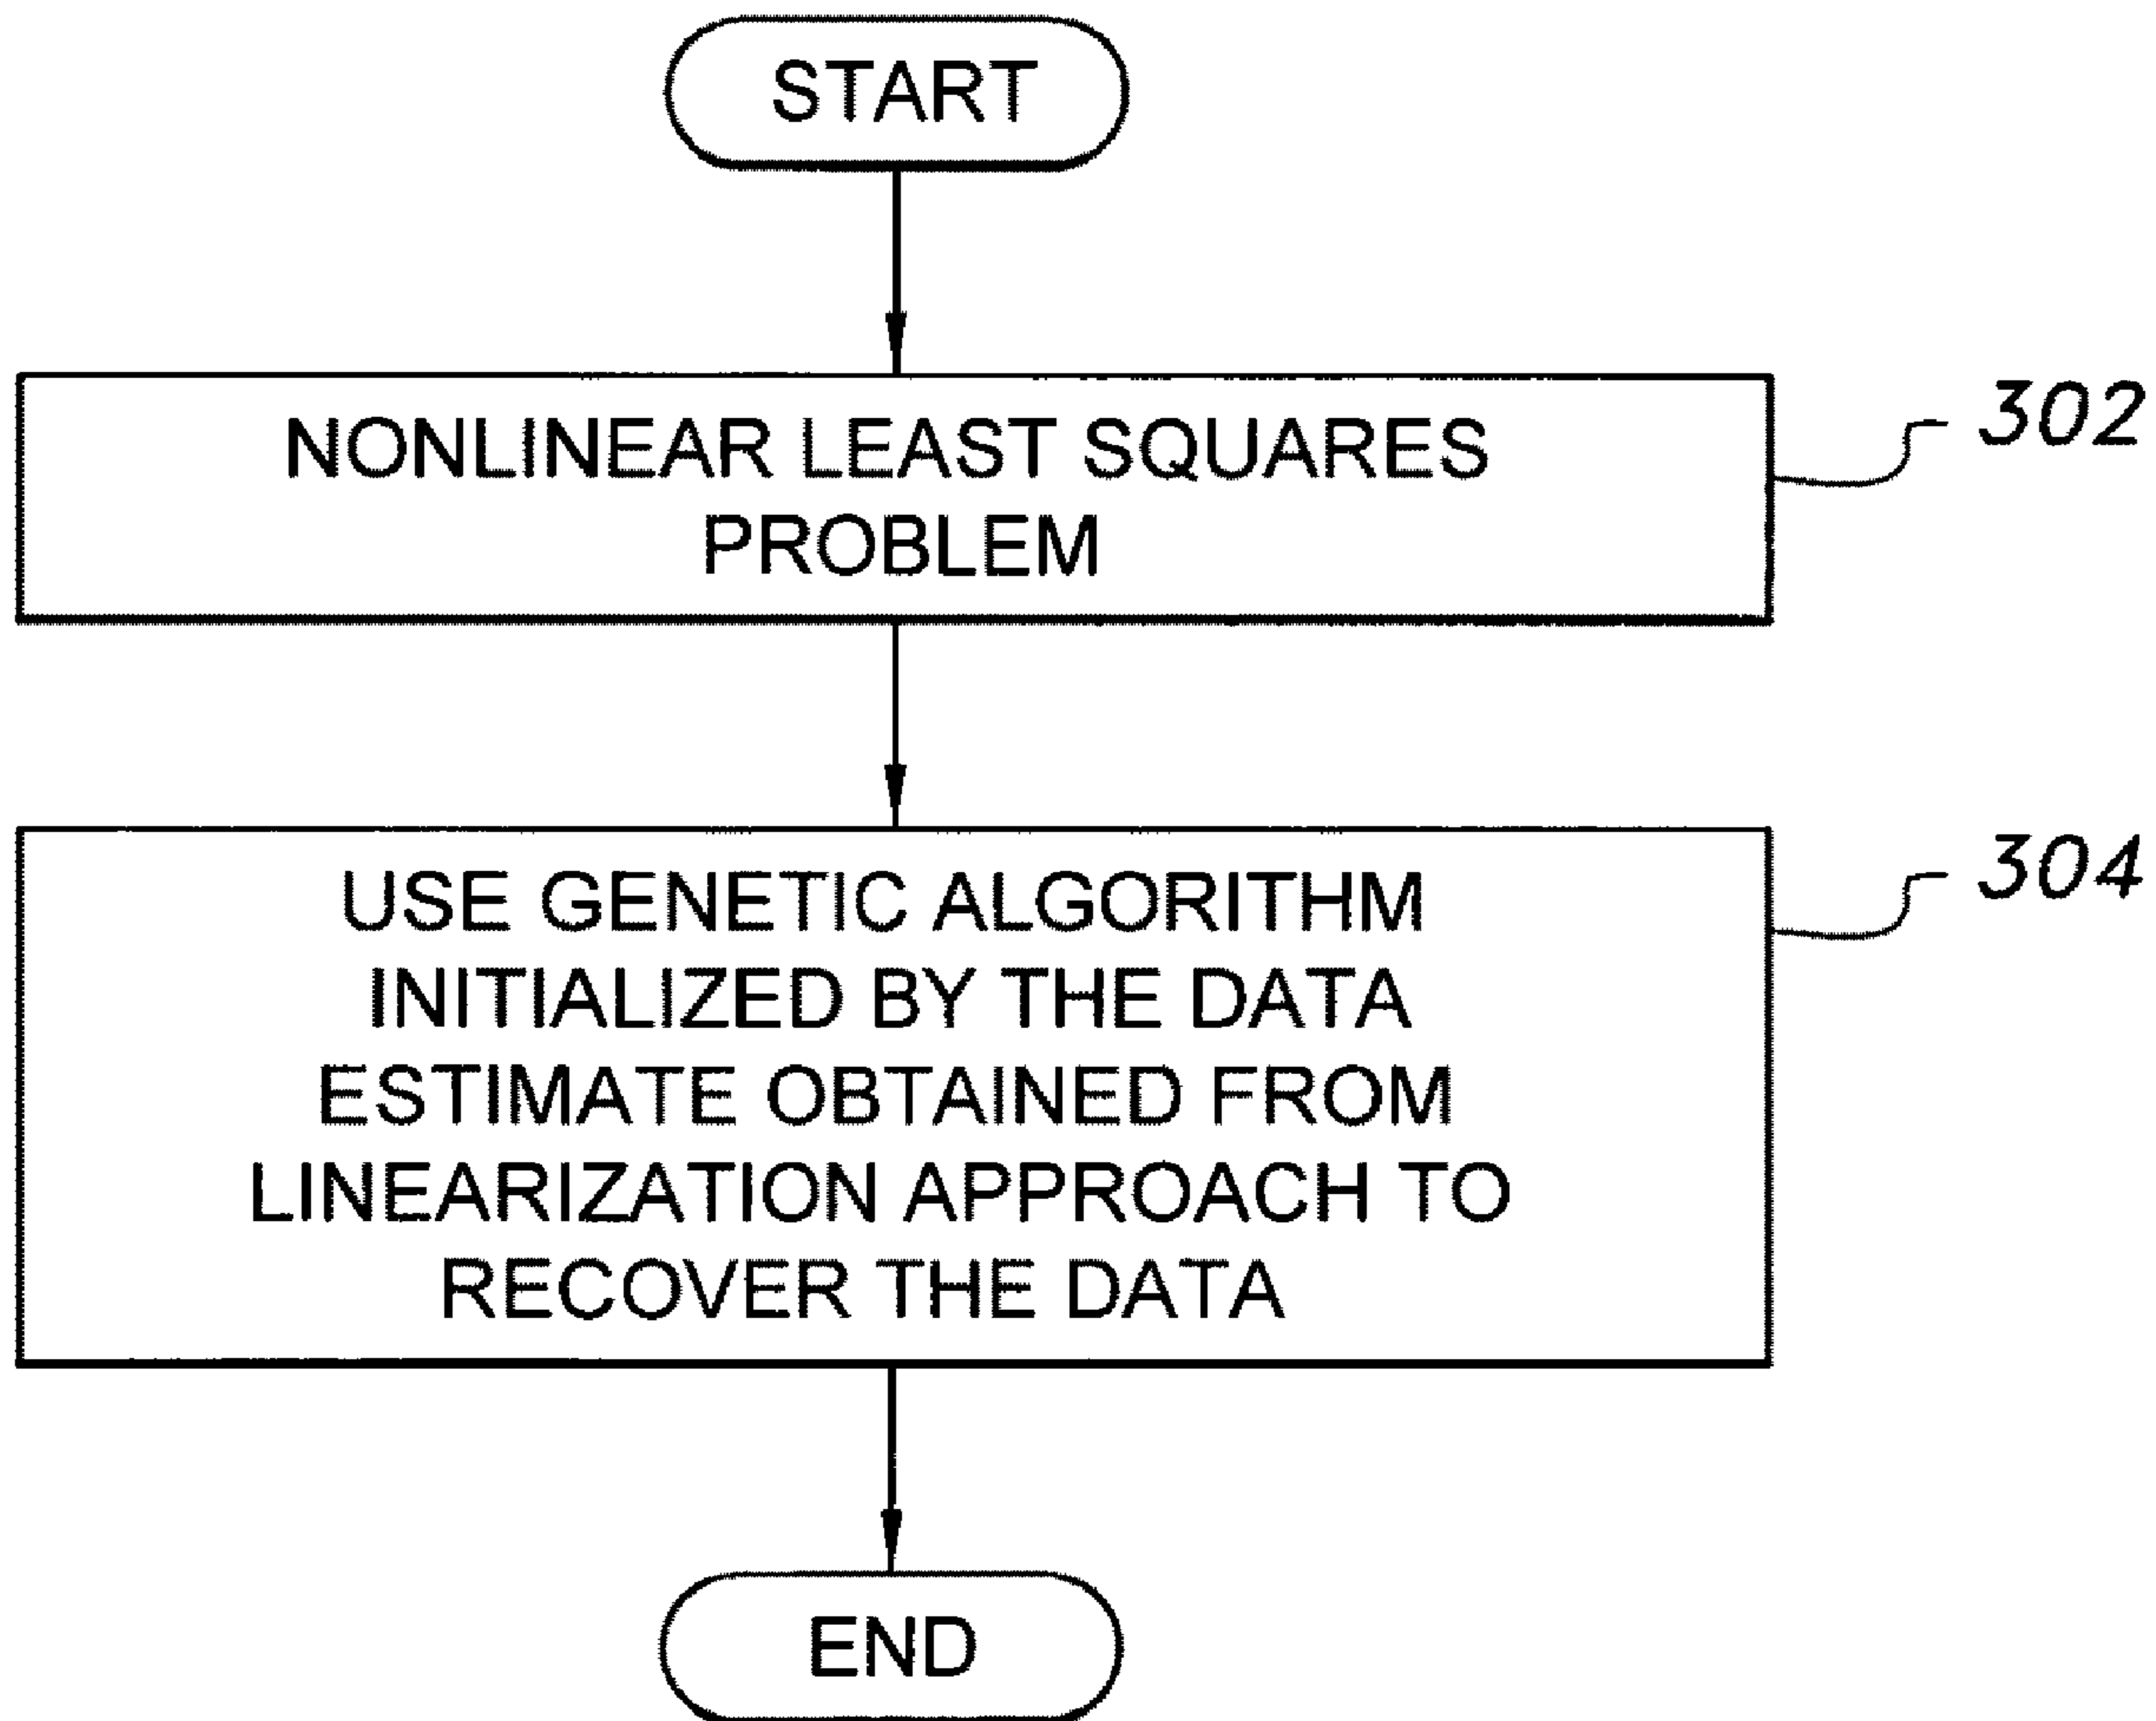 START
NONLINEAR LEAST SQUARES
PROBLEM
302
USE GENETIC ALGORITHM
INITIALIZED BY THE DATA
ESTIMATE OBTAINED FROM
LINEARIZATION APPROACH TO
RECOVER THE DATA
304
END